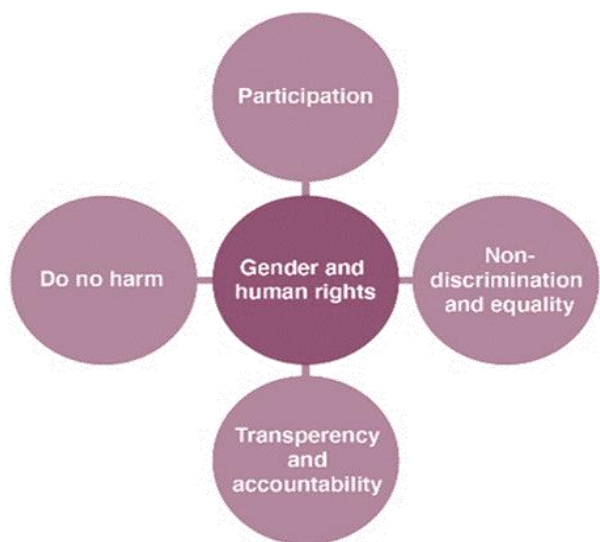 Participation
Do no harm
Gender and
human rights
Non-
discrimination
and equality
Transperency
and
accountability